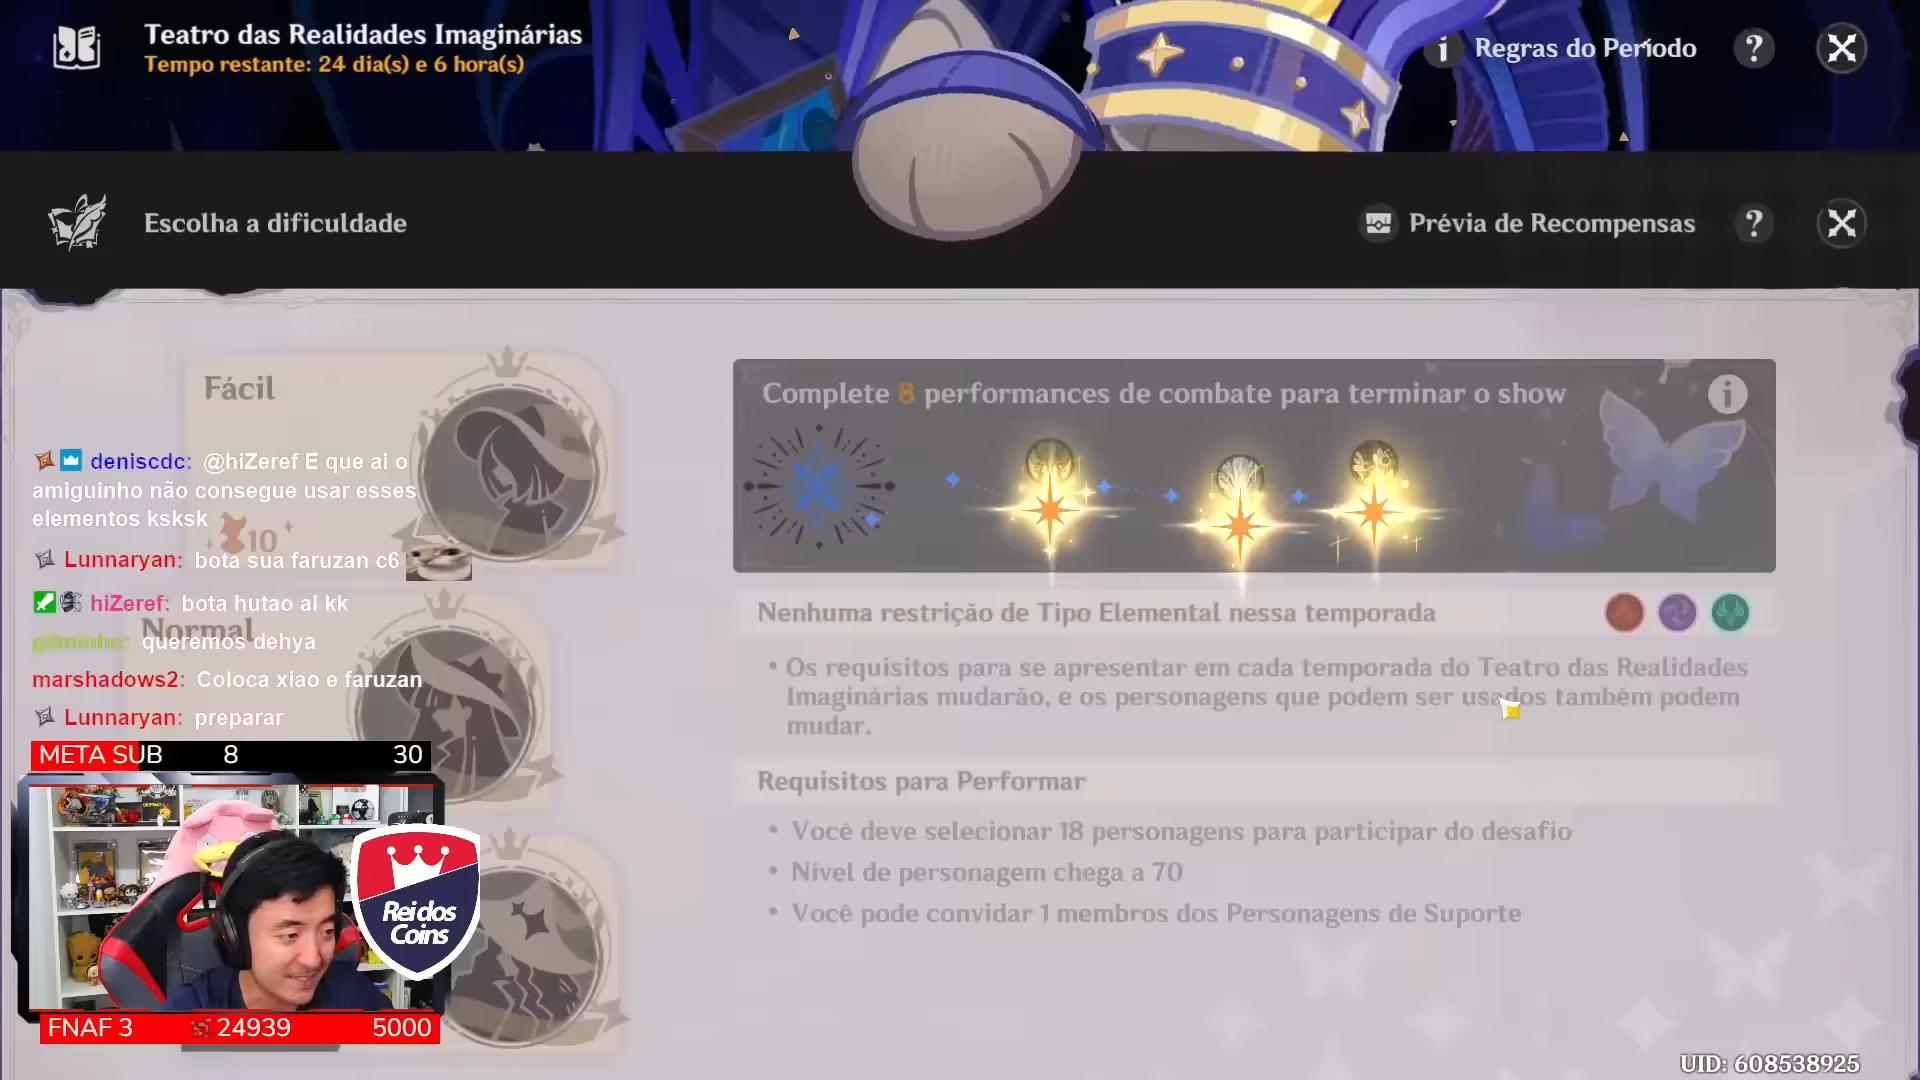 Teatro das Realidades Imaginárias
Tempo restante: 24 dia(s) e 6 hora(s)
Regras do Período
?
Escolha a dificuldade
Prévia de Recompensas
?
Fácil
10
Normal
Complete 8 performances de combate para terminar o show
Nenhuma restrição de Tipo Elemental nessa temporada
• Os requisitos para se apresentar em cada temporada do Teatro das Realidades
Imaginárias mudarão, e os personagens que podem ser usados também podem
mudar.
Requisitos para Performar
• Você deve selecionar 18 personagens para participar do desafio
• Nível de personagem chega a 70
• Você pode convidar 1 membros dos Personagens de Suporte
deniscdc: @hiZeref E que ai o
amiguinho não consegue usar esses
elementos ksksk
Lunnaryan: bota sua faruzan c6
hiZeref: bota hutao ai kk
queremos dehya
marshadows2: Coloca xiao e faruzan
Lunnaryan: preparar
META SUB 8 30
Rei dos
Coins
FNAF 3 24939 5000
UID: 608538925